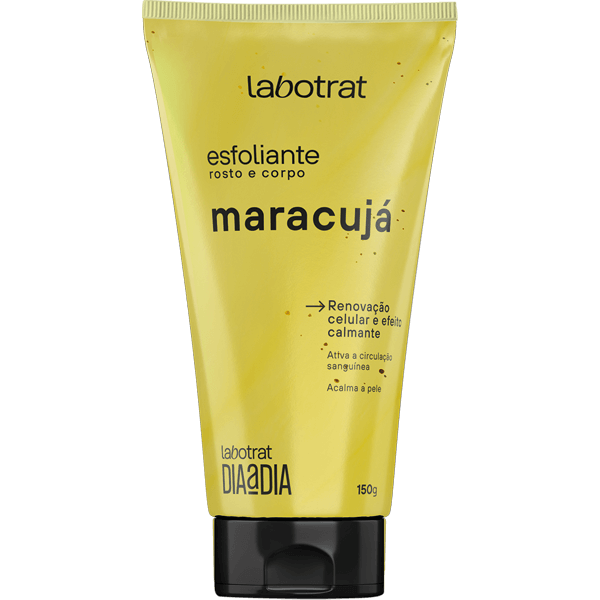 labotrat
esfoliante
rosto e corpo
maracujá
Renovação
celular e efeito
calmante
Ativa a circulação
sanguínea
Acalma a pele
labotrat
DIAaDIA
150g